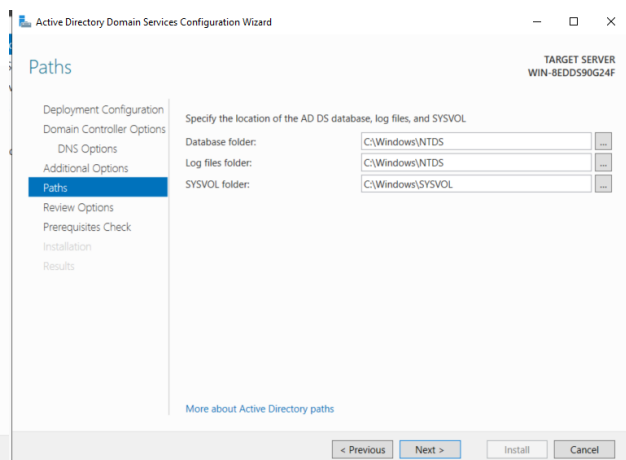 Active Directory Domain Services Configuration Wizard
Paths
TARGET SERVER
WIN-8EDDS90G24F
Deployment Configuration
Domain Controller Options
DNS Options
Additional Options
Paths
Review Options
Prerequisites Check
Installation
Results
Specify the location of the AD DS database, log files, and SYSVOL
Database folder: C:\Windows\NTDS ...
Log files folder: C:\Windows\NTDS ...
SYSVOL folder: C:\Windows\SYSVOL ...
More about Active Directory paths
< Previous Next > Install Cancel